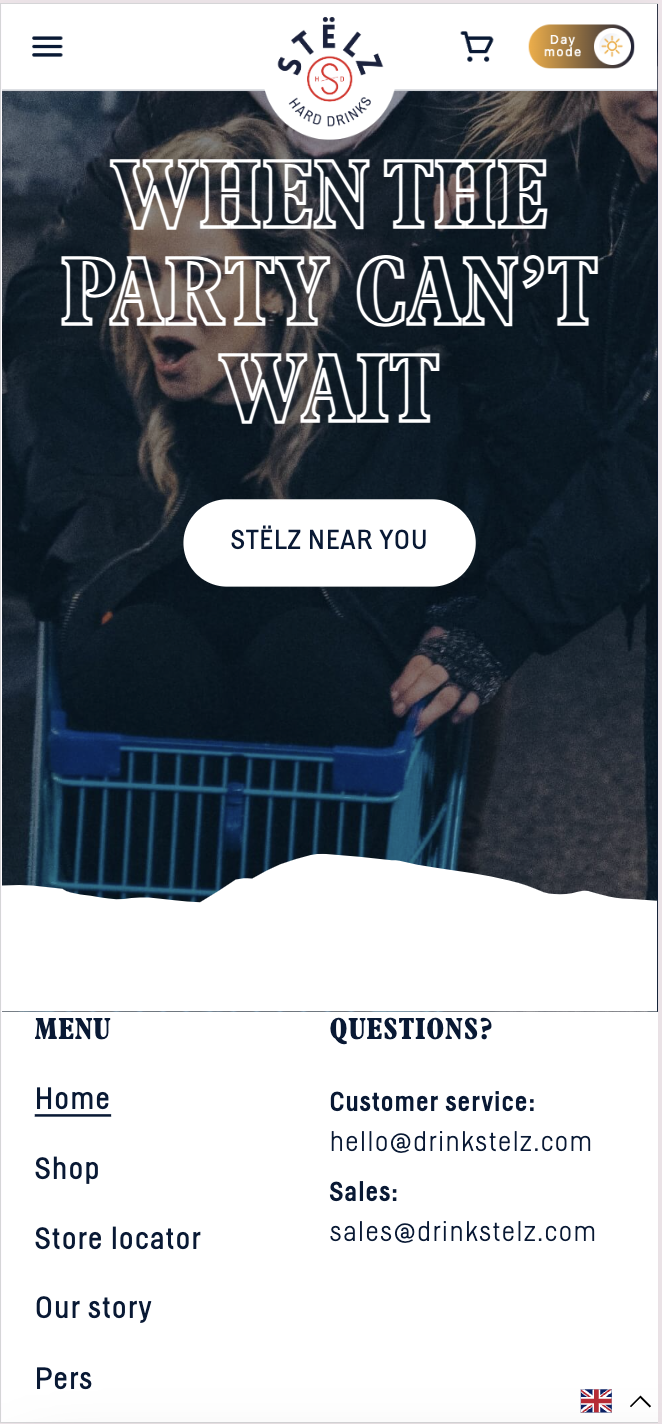 STËLZ
HSD
HARD DRINKS
Day
mode
WHEN THE
PARTY CAN’T
WAIT
STËLZ NEAR YOU
MENU
Home
Shop
Store locator
Our story
Pers
QUESTIONS?
Customer service:
hello@drinkstelz.com
Sales:
sales@drinkstelz.com